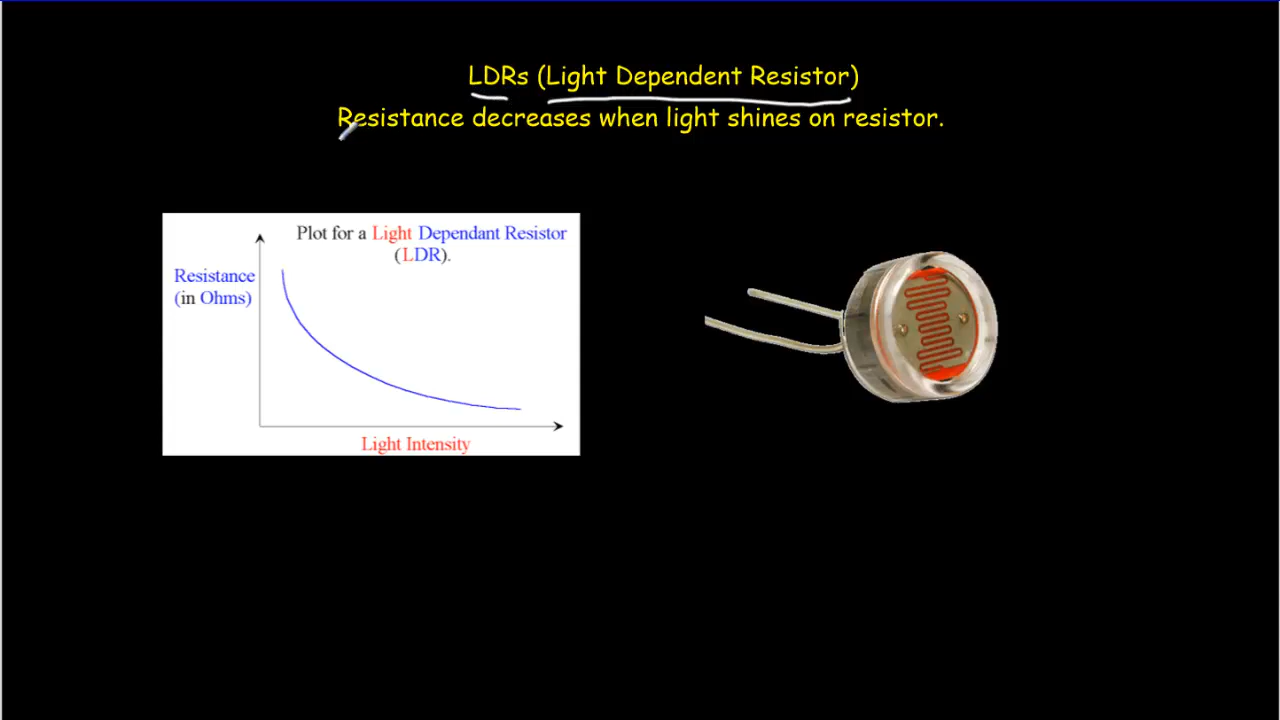 LDRs (Light Dependent Resistor)
Resistance decreases when light shines on resistor.
Plot for a Light Dependant Resistor
(LDR).
Resistance
(in Ohms)
Light Intensity